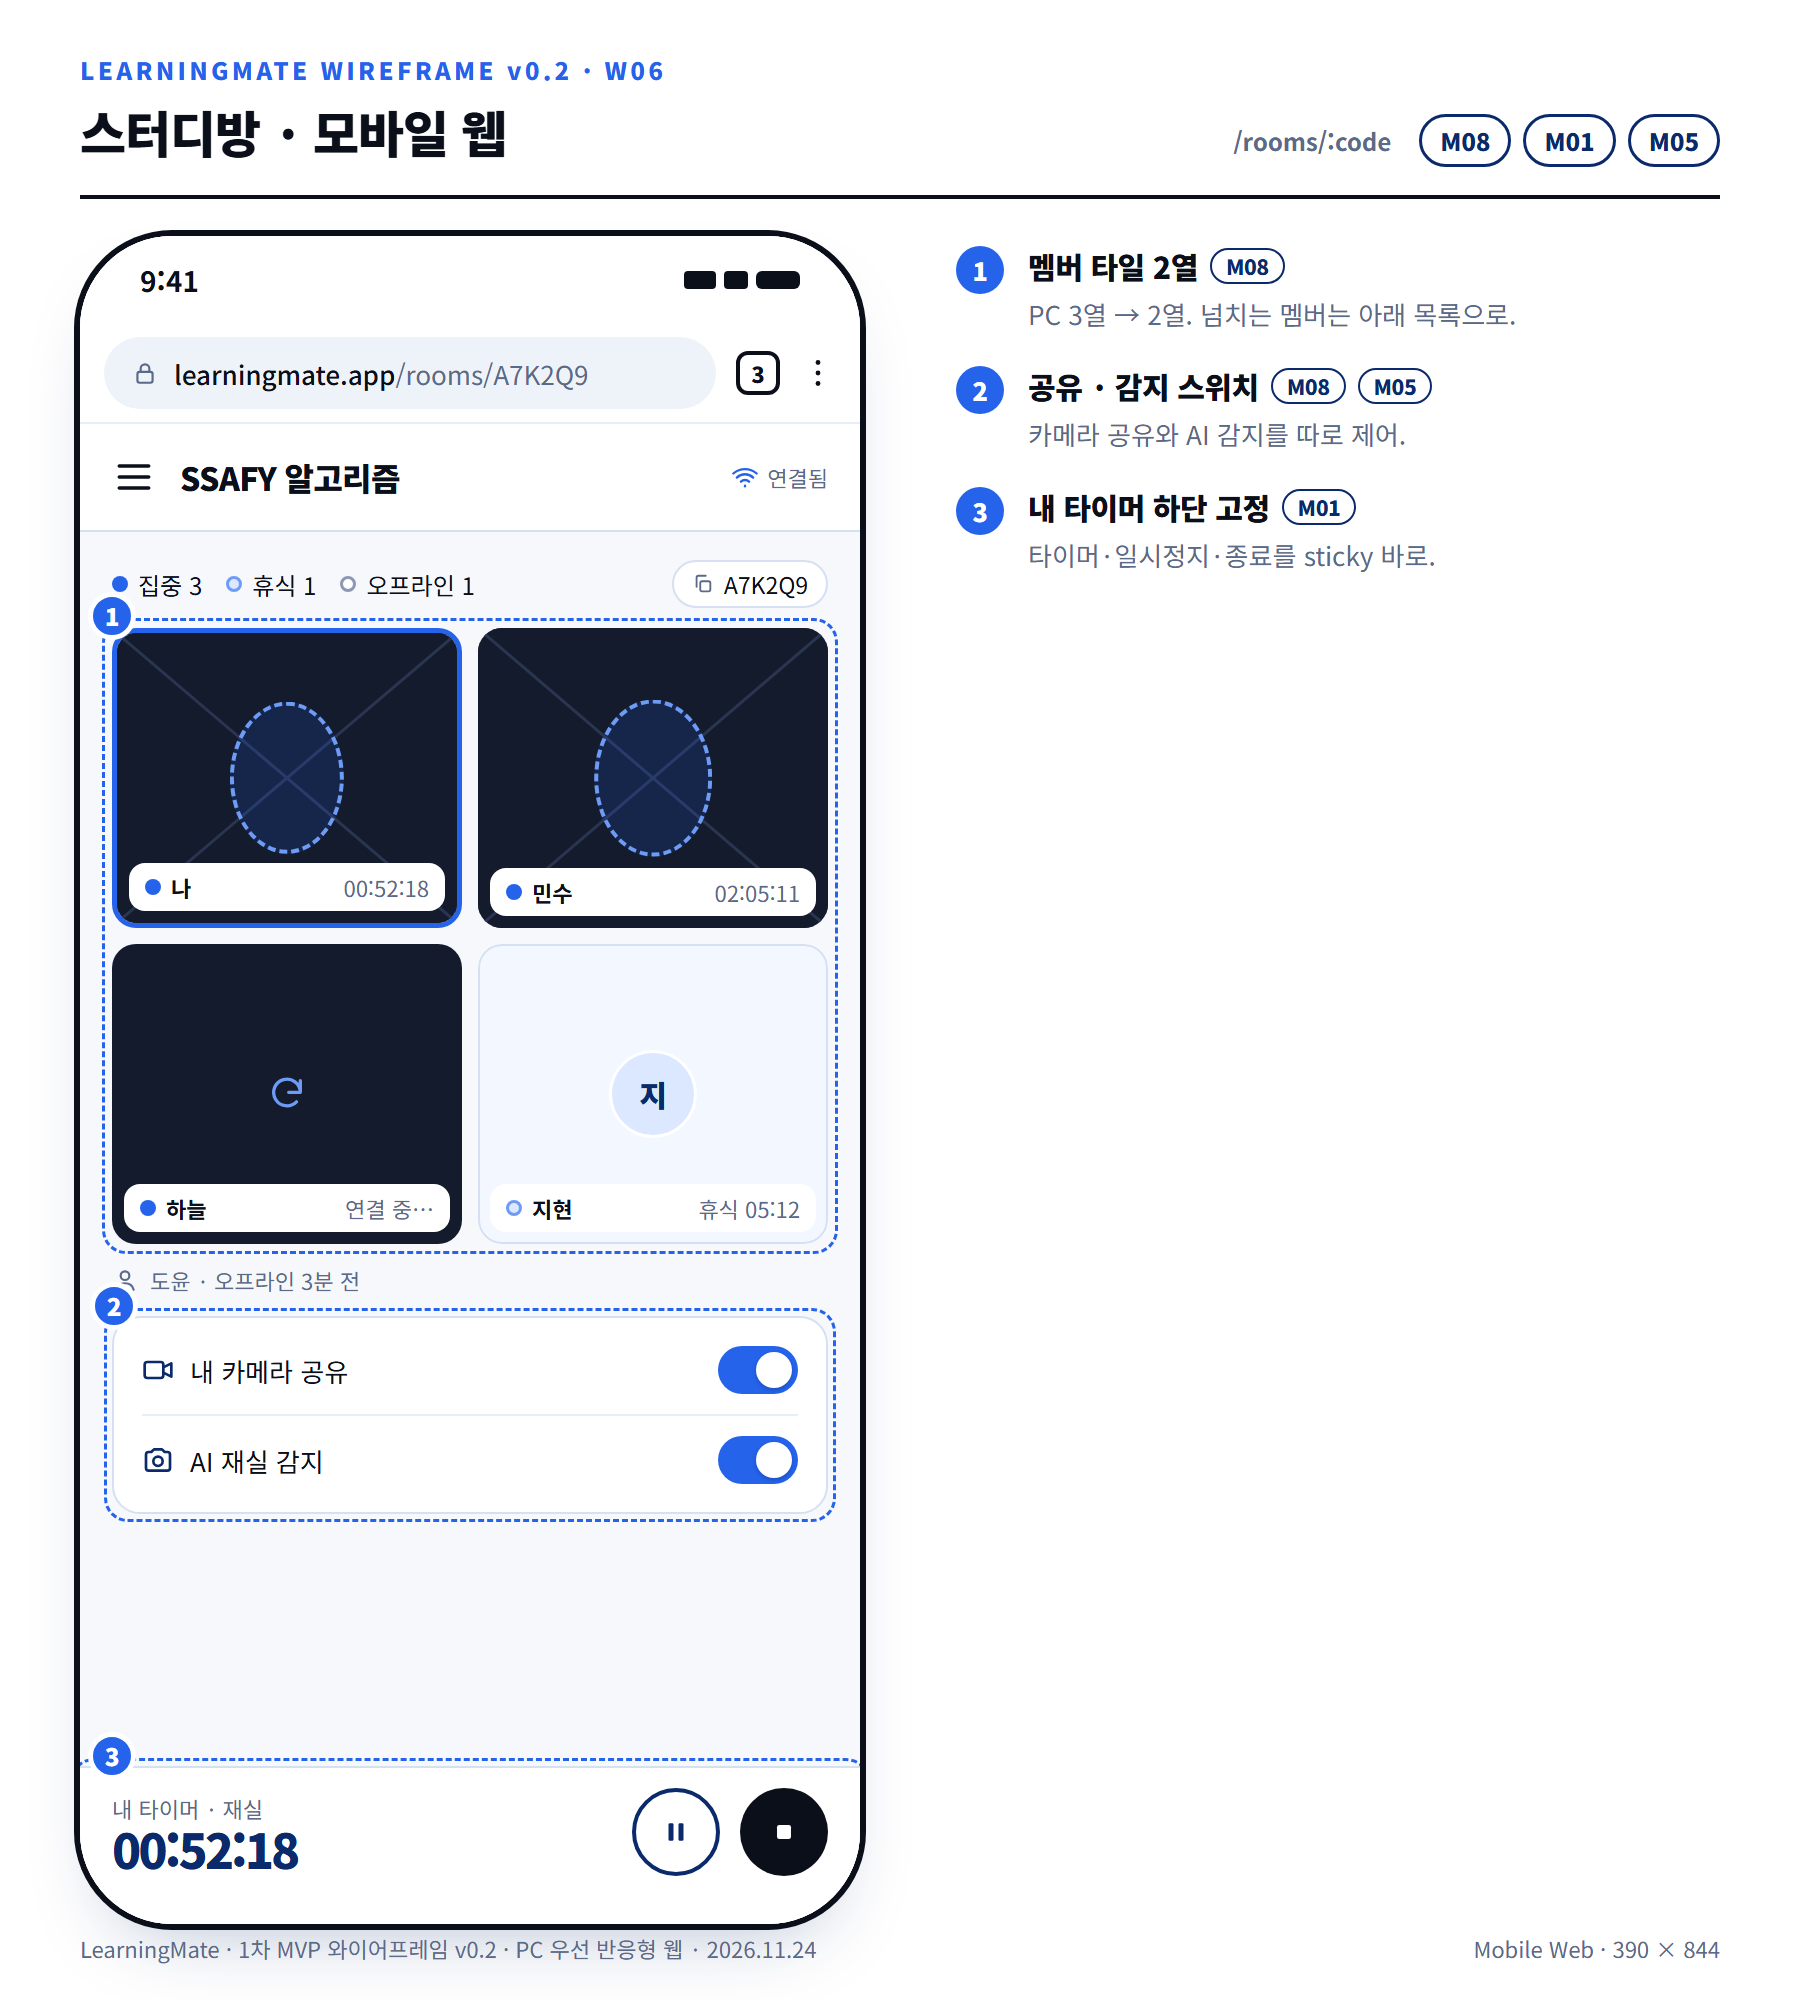 LEARNINGMATE WIREFRAME v0.2 · W06
스터디방 · 모바일 웹
/rooms/:code M08 M01 M05
9:41
learningmate.app/rooms/A7K2Q9 3
SSAFY 알고리즘 연결됨
집중 3 휴식 1 오프라인 1 A7K2Q9
1
나 00:52:18
민수 02:05:11
지
하늘 연결 중…
지현 휴식 05:12
도윤 · 오프라인 3분 전
2
내 카메라 공유
AI 재실 감지
3
내 타이머 · 재실
00:52:18
1 멤버 타일 2열 M08
PC 3열 → 2열. 넘치는 멤버는 아래 목록으로.
2 공유 · 감지 스위치 M08 M05
카메라 공유와 AI 감지를 따로 제어.
3 내 타이머 하단 고정 M01
타이머·일시정지·종료를 sticky 바로.
LearningMate · 1차 MVP 와이어프레임 v0.2 · PC 우선 반응형 웹 · 2026.11.24
Mobile Web · 390 × 844